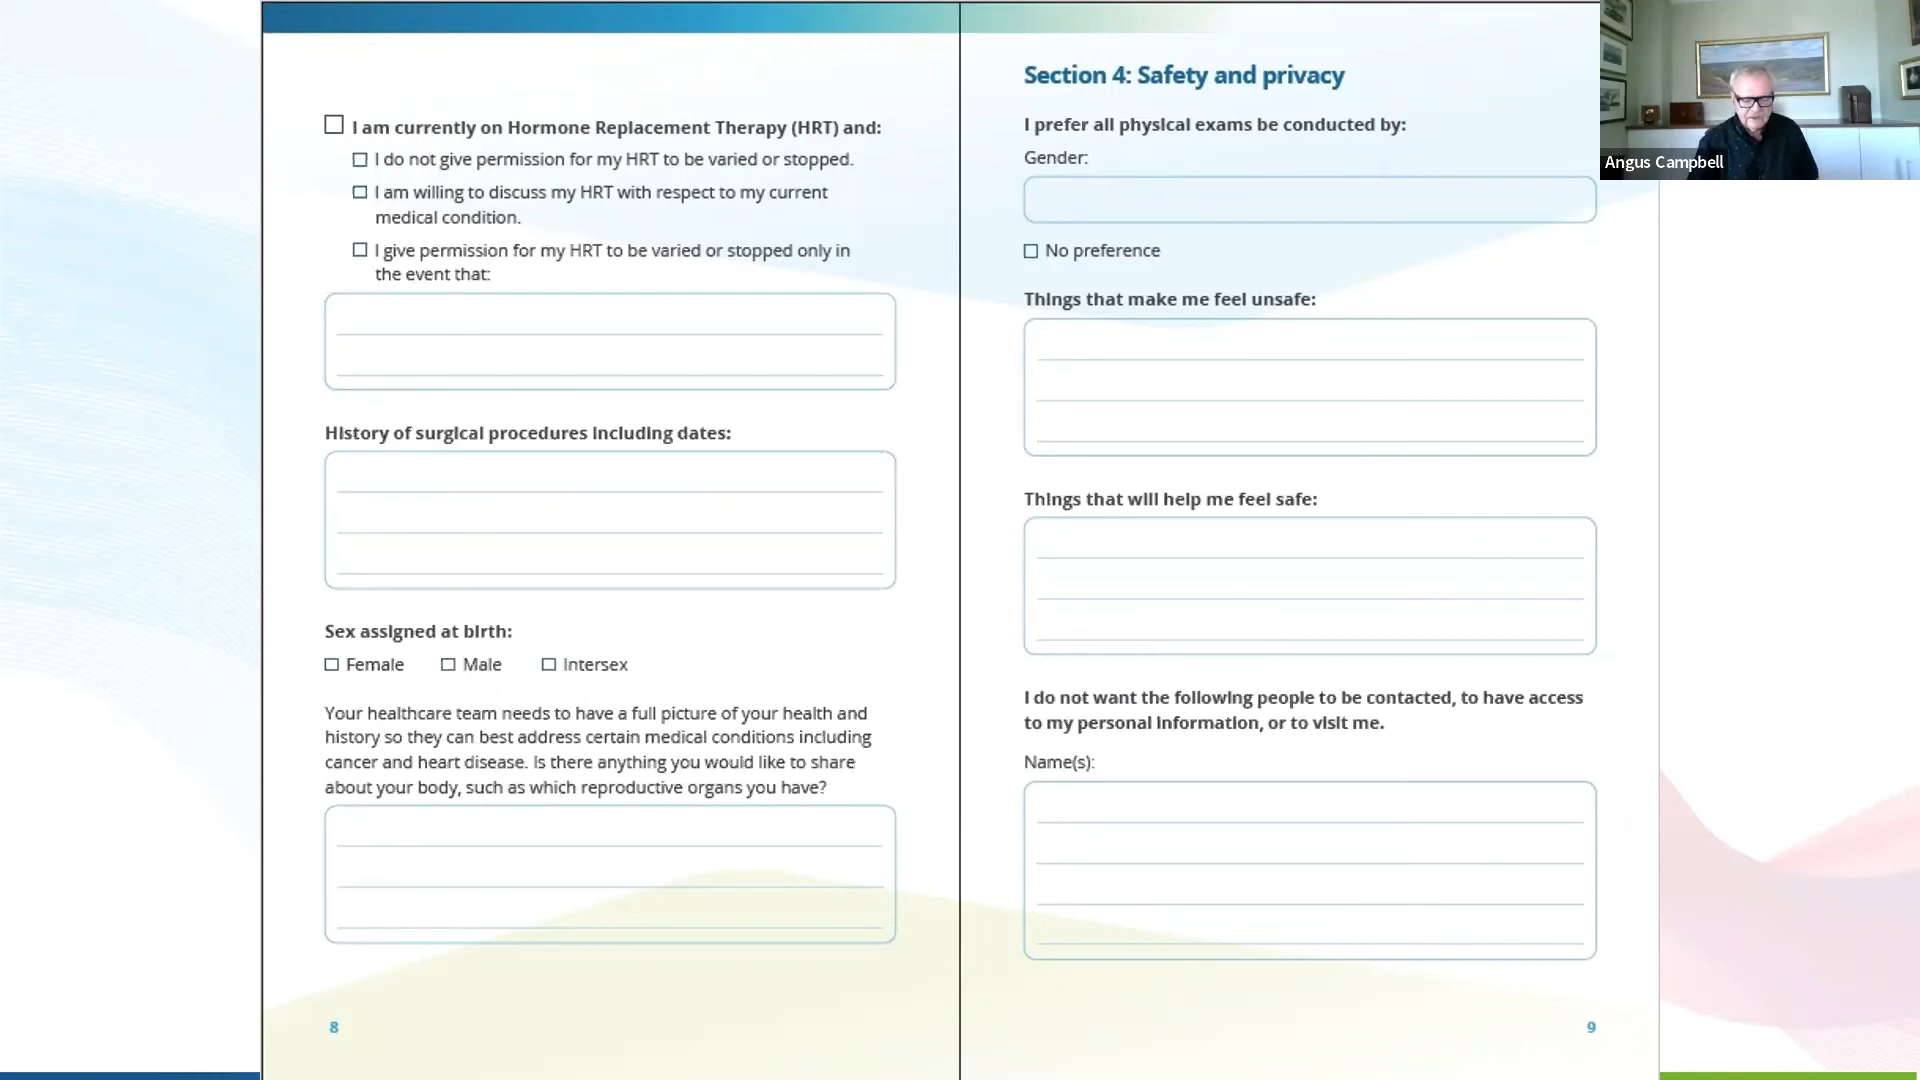 I am currently on Hormone Replacement Therapy (HRT) and:
I do not give permission for my HRT to be varied or stopped.
I am willing to discuss my HRT with respect to my current
medical condition.
I give permission for my HRT to be varied or stopped only in
the event that:
History of surgical procedures including dates:
Sex assigned at birth:
Female Male Intersex
Your healthcare team needs to have a full picture of your health and
history so they can best address certain medical conditions including
cancer and heart disease. Is there anything you would like to share
about your body, such as which reproductive organs you have?
8
Section 4: Safety and privacy
I prefer all physical exams be conducted by:
Gender:
No preference
Things that make me feel unsafe:
Things that will help me feel safe:
I do not want the following people to be contacted, to have access
to my personal information, or to visit me.
Name(s):
9
Angus Campbell